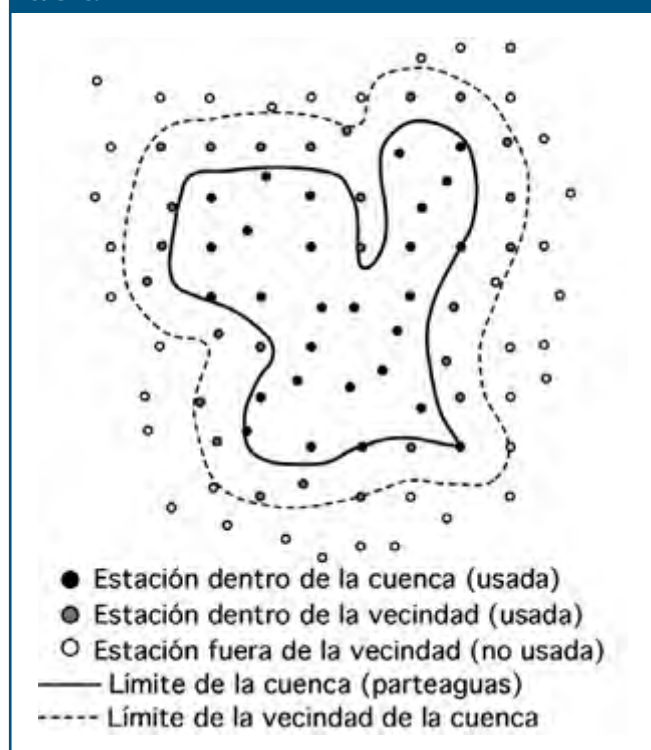 Estación dentro de la cuenca (usada)
Estación dentro de la vecindad (usada)
Estación fuera de la vecindad (no usada)
Límite de la cuenca (parteaguas)
Límite de la vecindad de la cuenca